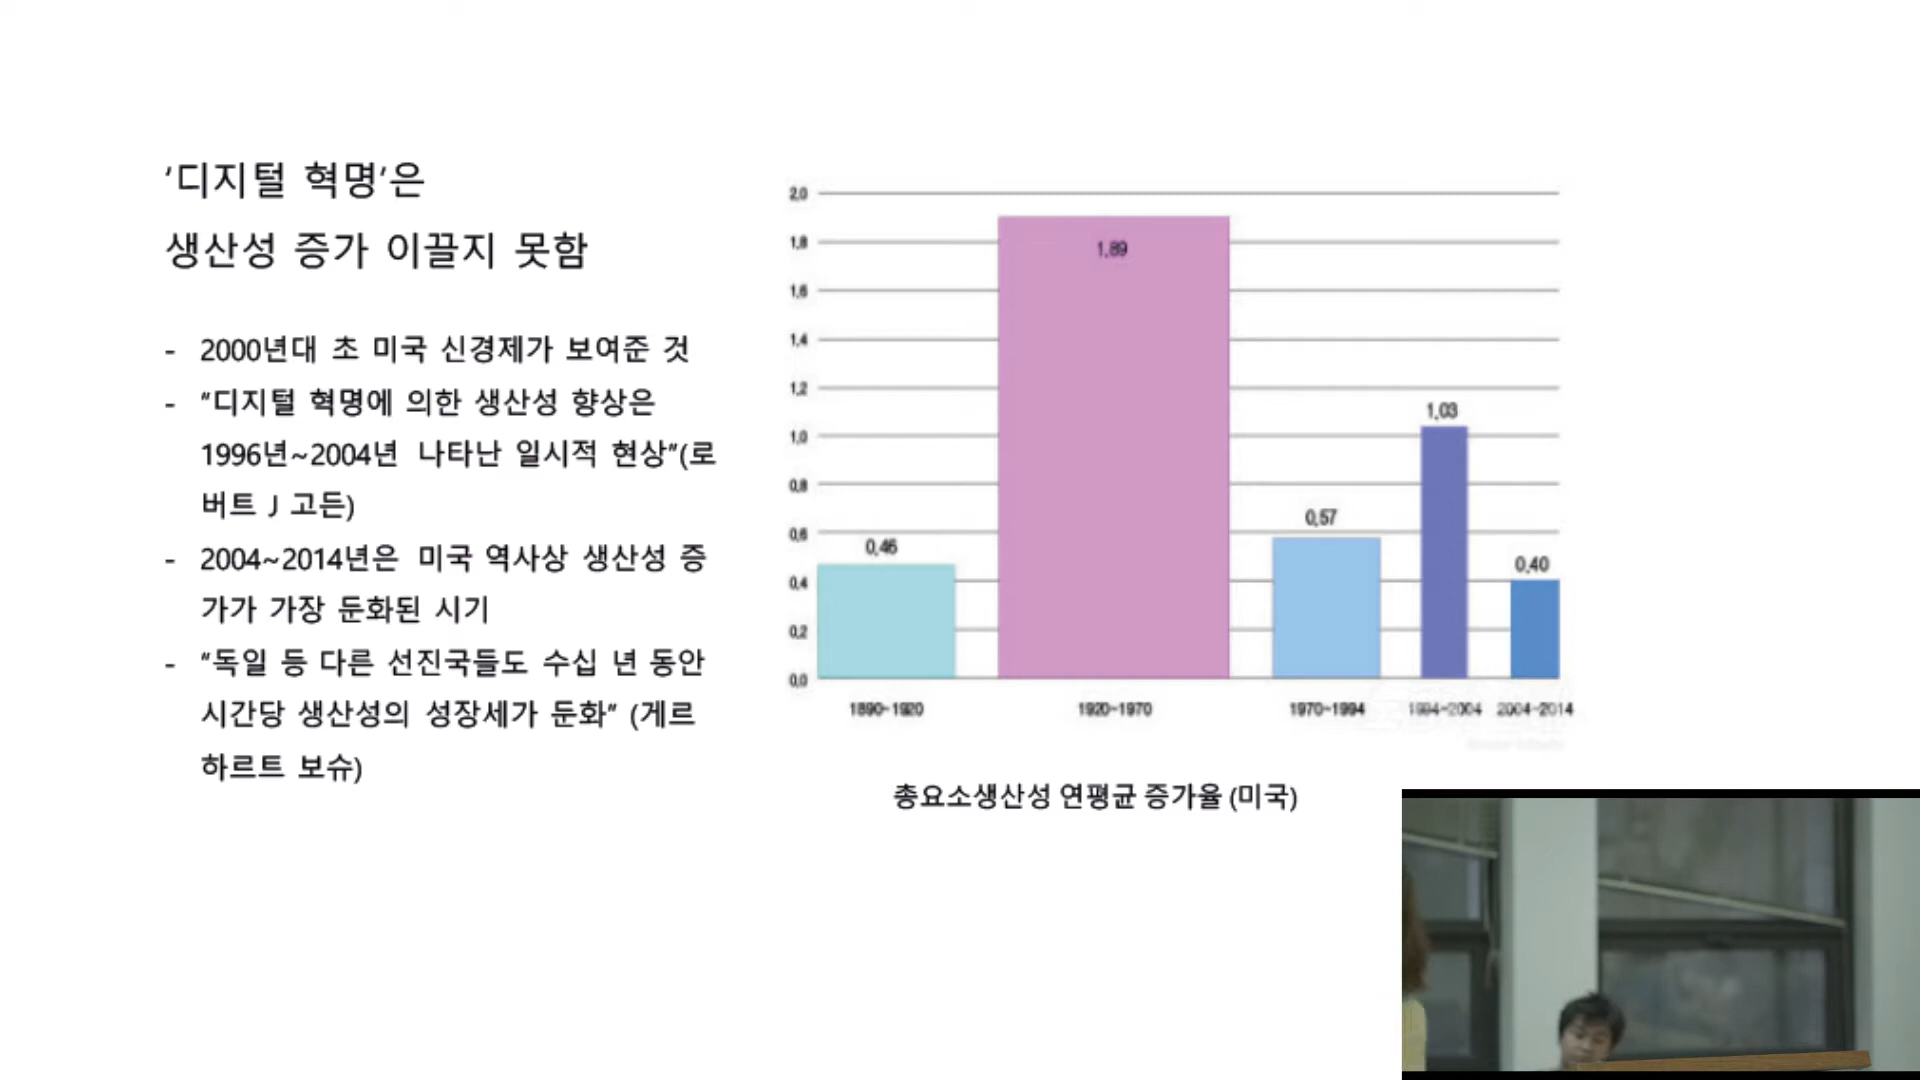 '디지털 혁명'은
생산성 증가 이끌지 못함
- 2000년대 초 미국 신경제가 보여준 것
- "디지털 혁명에 의한 생산성 향상은
1996년~2004년 나타난 일시적 현상"(로
버트 J 고든)
- 2004~2014년은 미국 역사상 생산성 증
가가 가장 둔화된 시기
- "독일 등 다른 선진국들도 수십 년 동안
시간당 생산성의 성장세가 둔화" (게르
하르트 보슈)
2,0
1,8
1,6
1,4
1,2
1,0
0,8
0,6
0,4
0,2
0,0
0,46
1,89
0,57
1,03
0,40
1890~1920
1920~1970
1970~1994
1994~2004
2004~2014
총요소생산성 연평균 증가율 (미국)